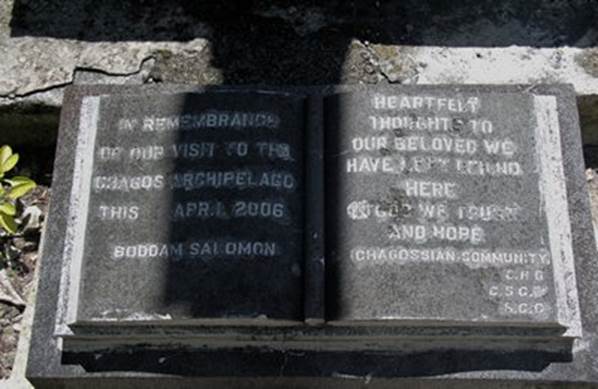 IN REMEMBRANCE
OF OUR VISIT TO THE
CHAGOS ARCHIPELAGO
THIS APRIL 2006
BODDAM SALOMON
HEARTFELT
THOUGHTS TO
OUR BELOVED WE
HAVE LEFT BEHIND
HERE
GOD WE TRUST
AND HOPE
(CHAGOSSIAN COMMUNITY
C.R.G